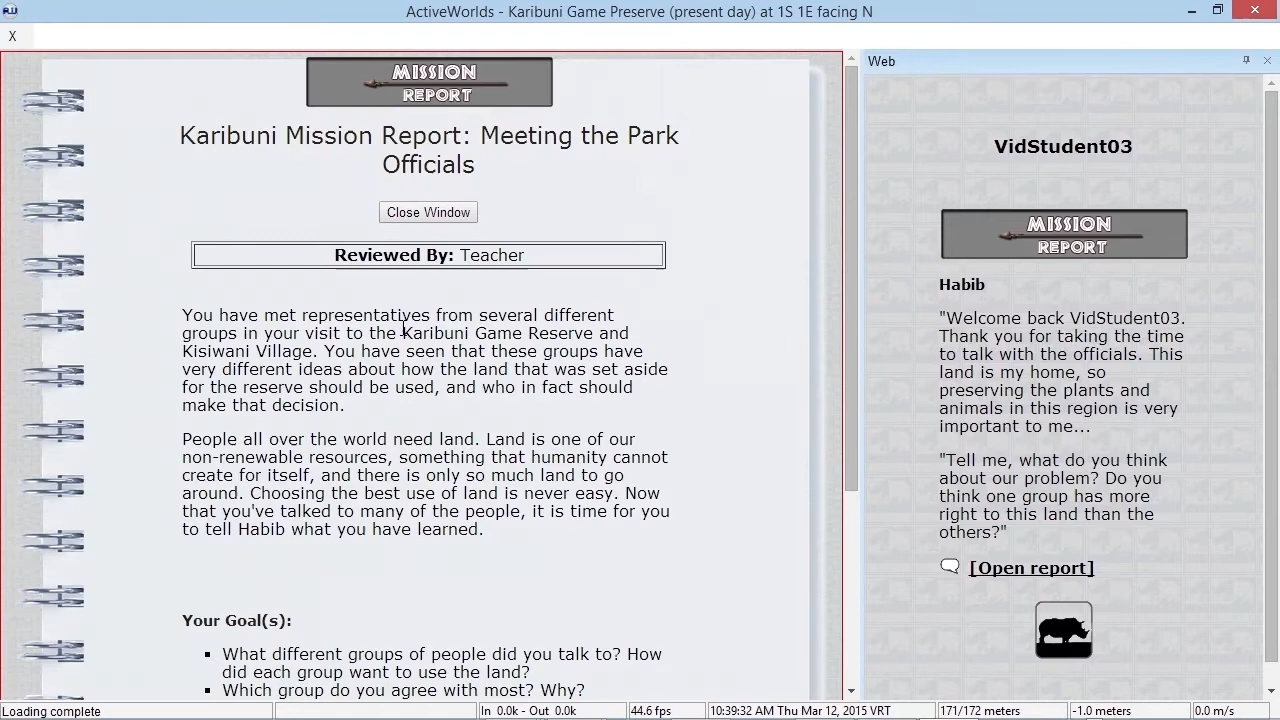 ActiveWorlds - Karibuni Game Preserve (present day) at 1S 1E facing N
X
MISSION
REPORT
Karibuni Mission Report: Meeting the Park
Officials
Close Window
Reviewed By: Teacher
You have met representatives from several different
groups in your visit to the Karibuni Game Reserve and
Kisiwani Village. You have seen that these groups have
very different ideas about how the land that was set aside
for the reserve should be used, and who in fact should
make that decision.
People all over the world need land. Land is one of our
non-renewable resources, something that humanity cannot
create for itself, and there is only so much land to go
around. Choosing the best use of land is never easy. Now
that you've talked to many of the people, it is time for you
to tell Habib what you have learned.
Your Goal(s):
What different groups of people did you talk to? How
did each group want to use the land?
Which group do you agree with most? Why?
Web
VidStudent03
MISSION
REPORT
Habib
"Welcome back VidStudent03.
Thank you for taking the time
to talk with the officials. This
land is my home, so
preserving the plants and
animals in this region is very
important to me...
"Tell me, what do you think
about our problem? Do you
think one group has more
right to this land than the
others?"
[Open report]
Loading complete
In 0.0k - Out 0.0k
44.6 fps
10:39:32 AM Thu Mar 12, 2015 VRT
171/172 meters
-1.0 meters
0.0 m/s